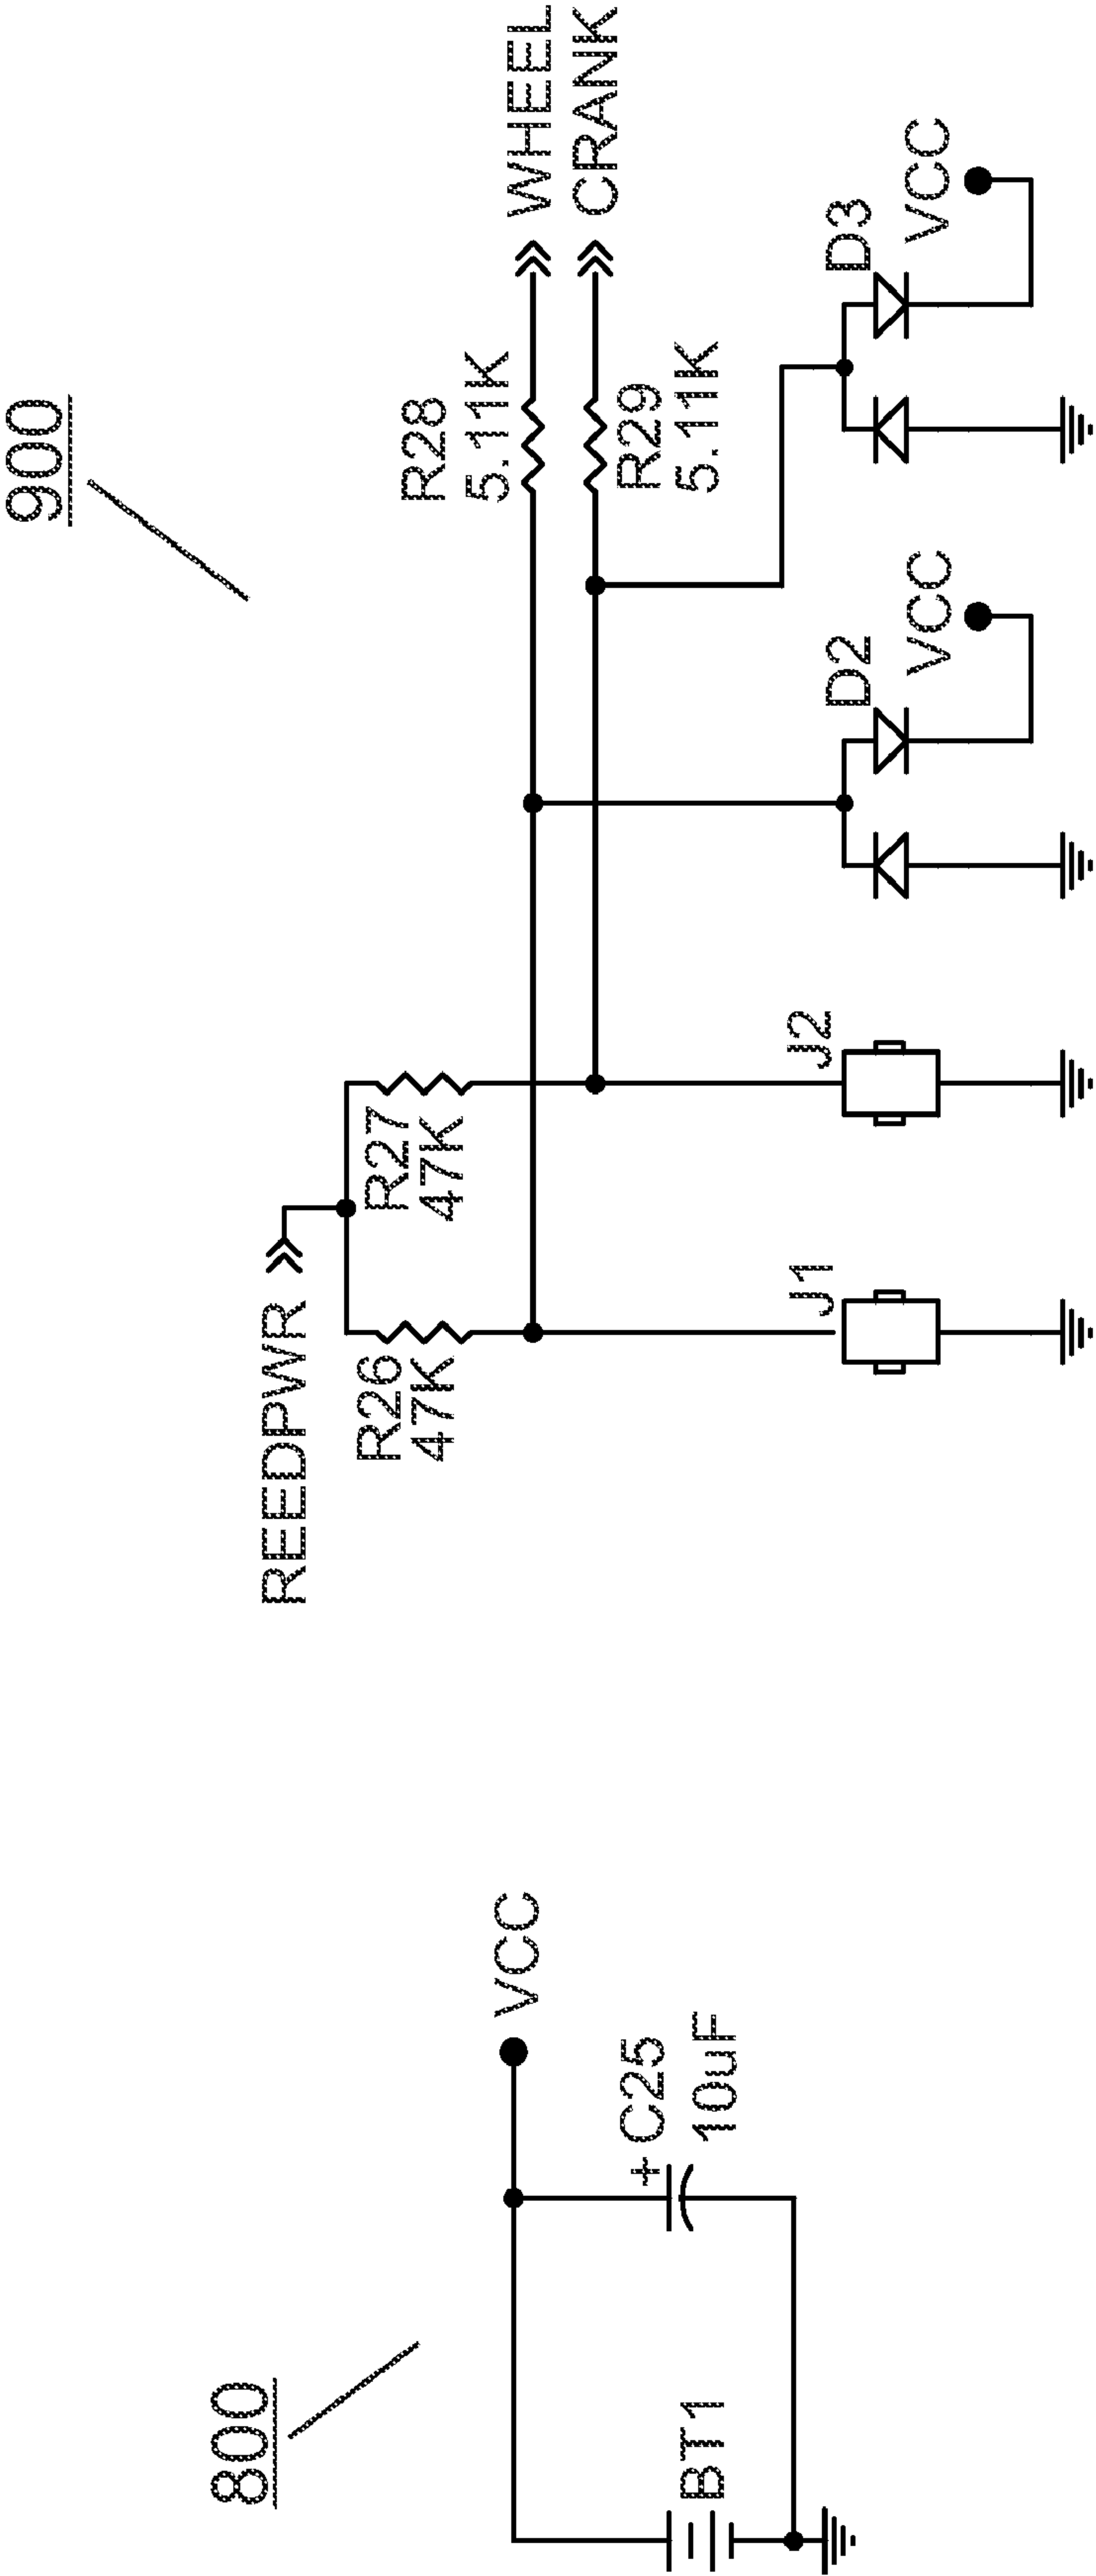 800
VCC
+
C25
10uF
BT1
900
REEDPWR
R26
47K
R27
47K
R28
5.11K
WHEEL
CRANK
R29
5.11K
J1
J2
D2
VCC
D3
VCC